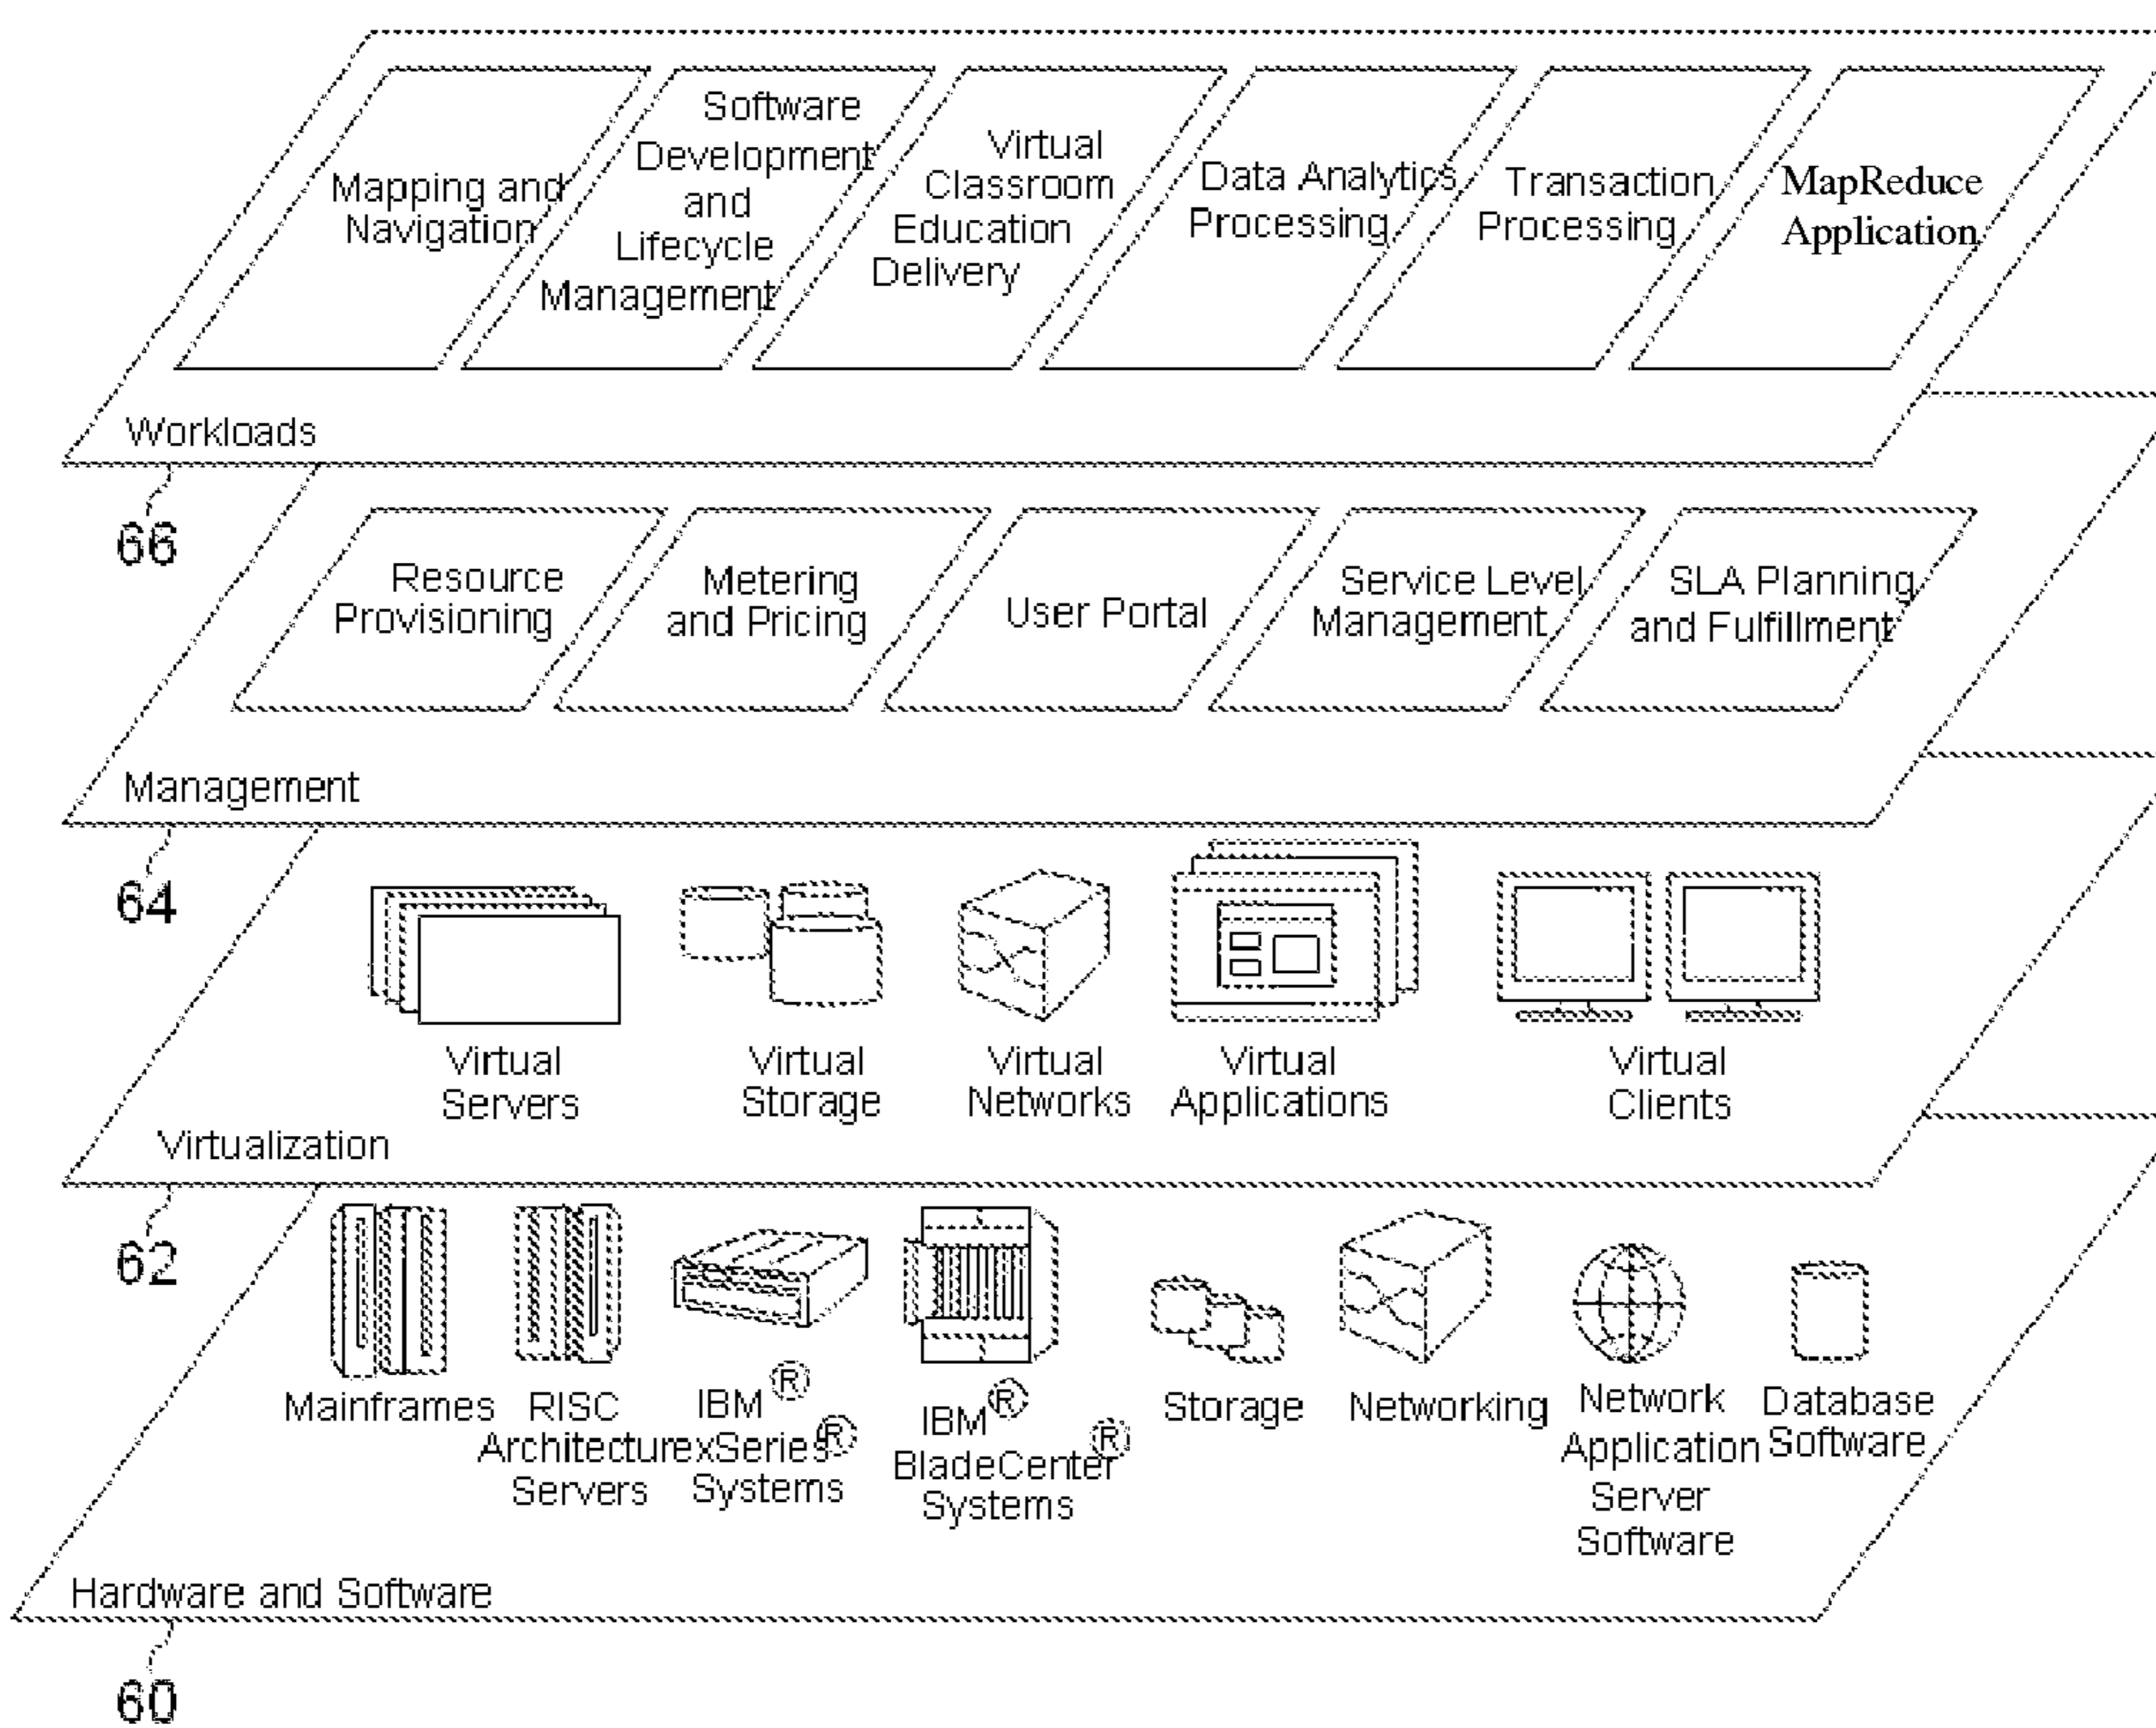 Mapping and
Navigation
Software
Development
and
Lifecycle
Management
Virtual
Classroom
Education
Delivery
Data Analytics
Processing
Transaction
Processing
MapReduce
Application
Workloads
66
Resource
Provisioning
Metering
and Pricing
User Portal
Service Level
Management
SLA Planning
and Fulfillment
Management
64
Virtual
Servers
Virtual
Storage
Virtual
Networks
Virtual
Applications
Virtual
Clients
Virtualization
62
Mainframes
RISC
Architecture
Servers
IBM®
xSeries®
Systems
IBM®
BladeCenter®
Systems
Storage
Networking
Network
Application
Server
Software
Database
Software
Hardware and Software
60